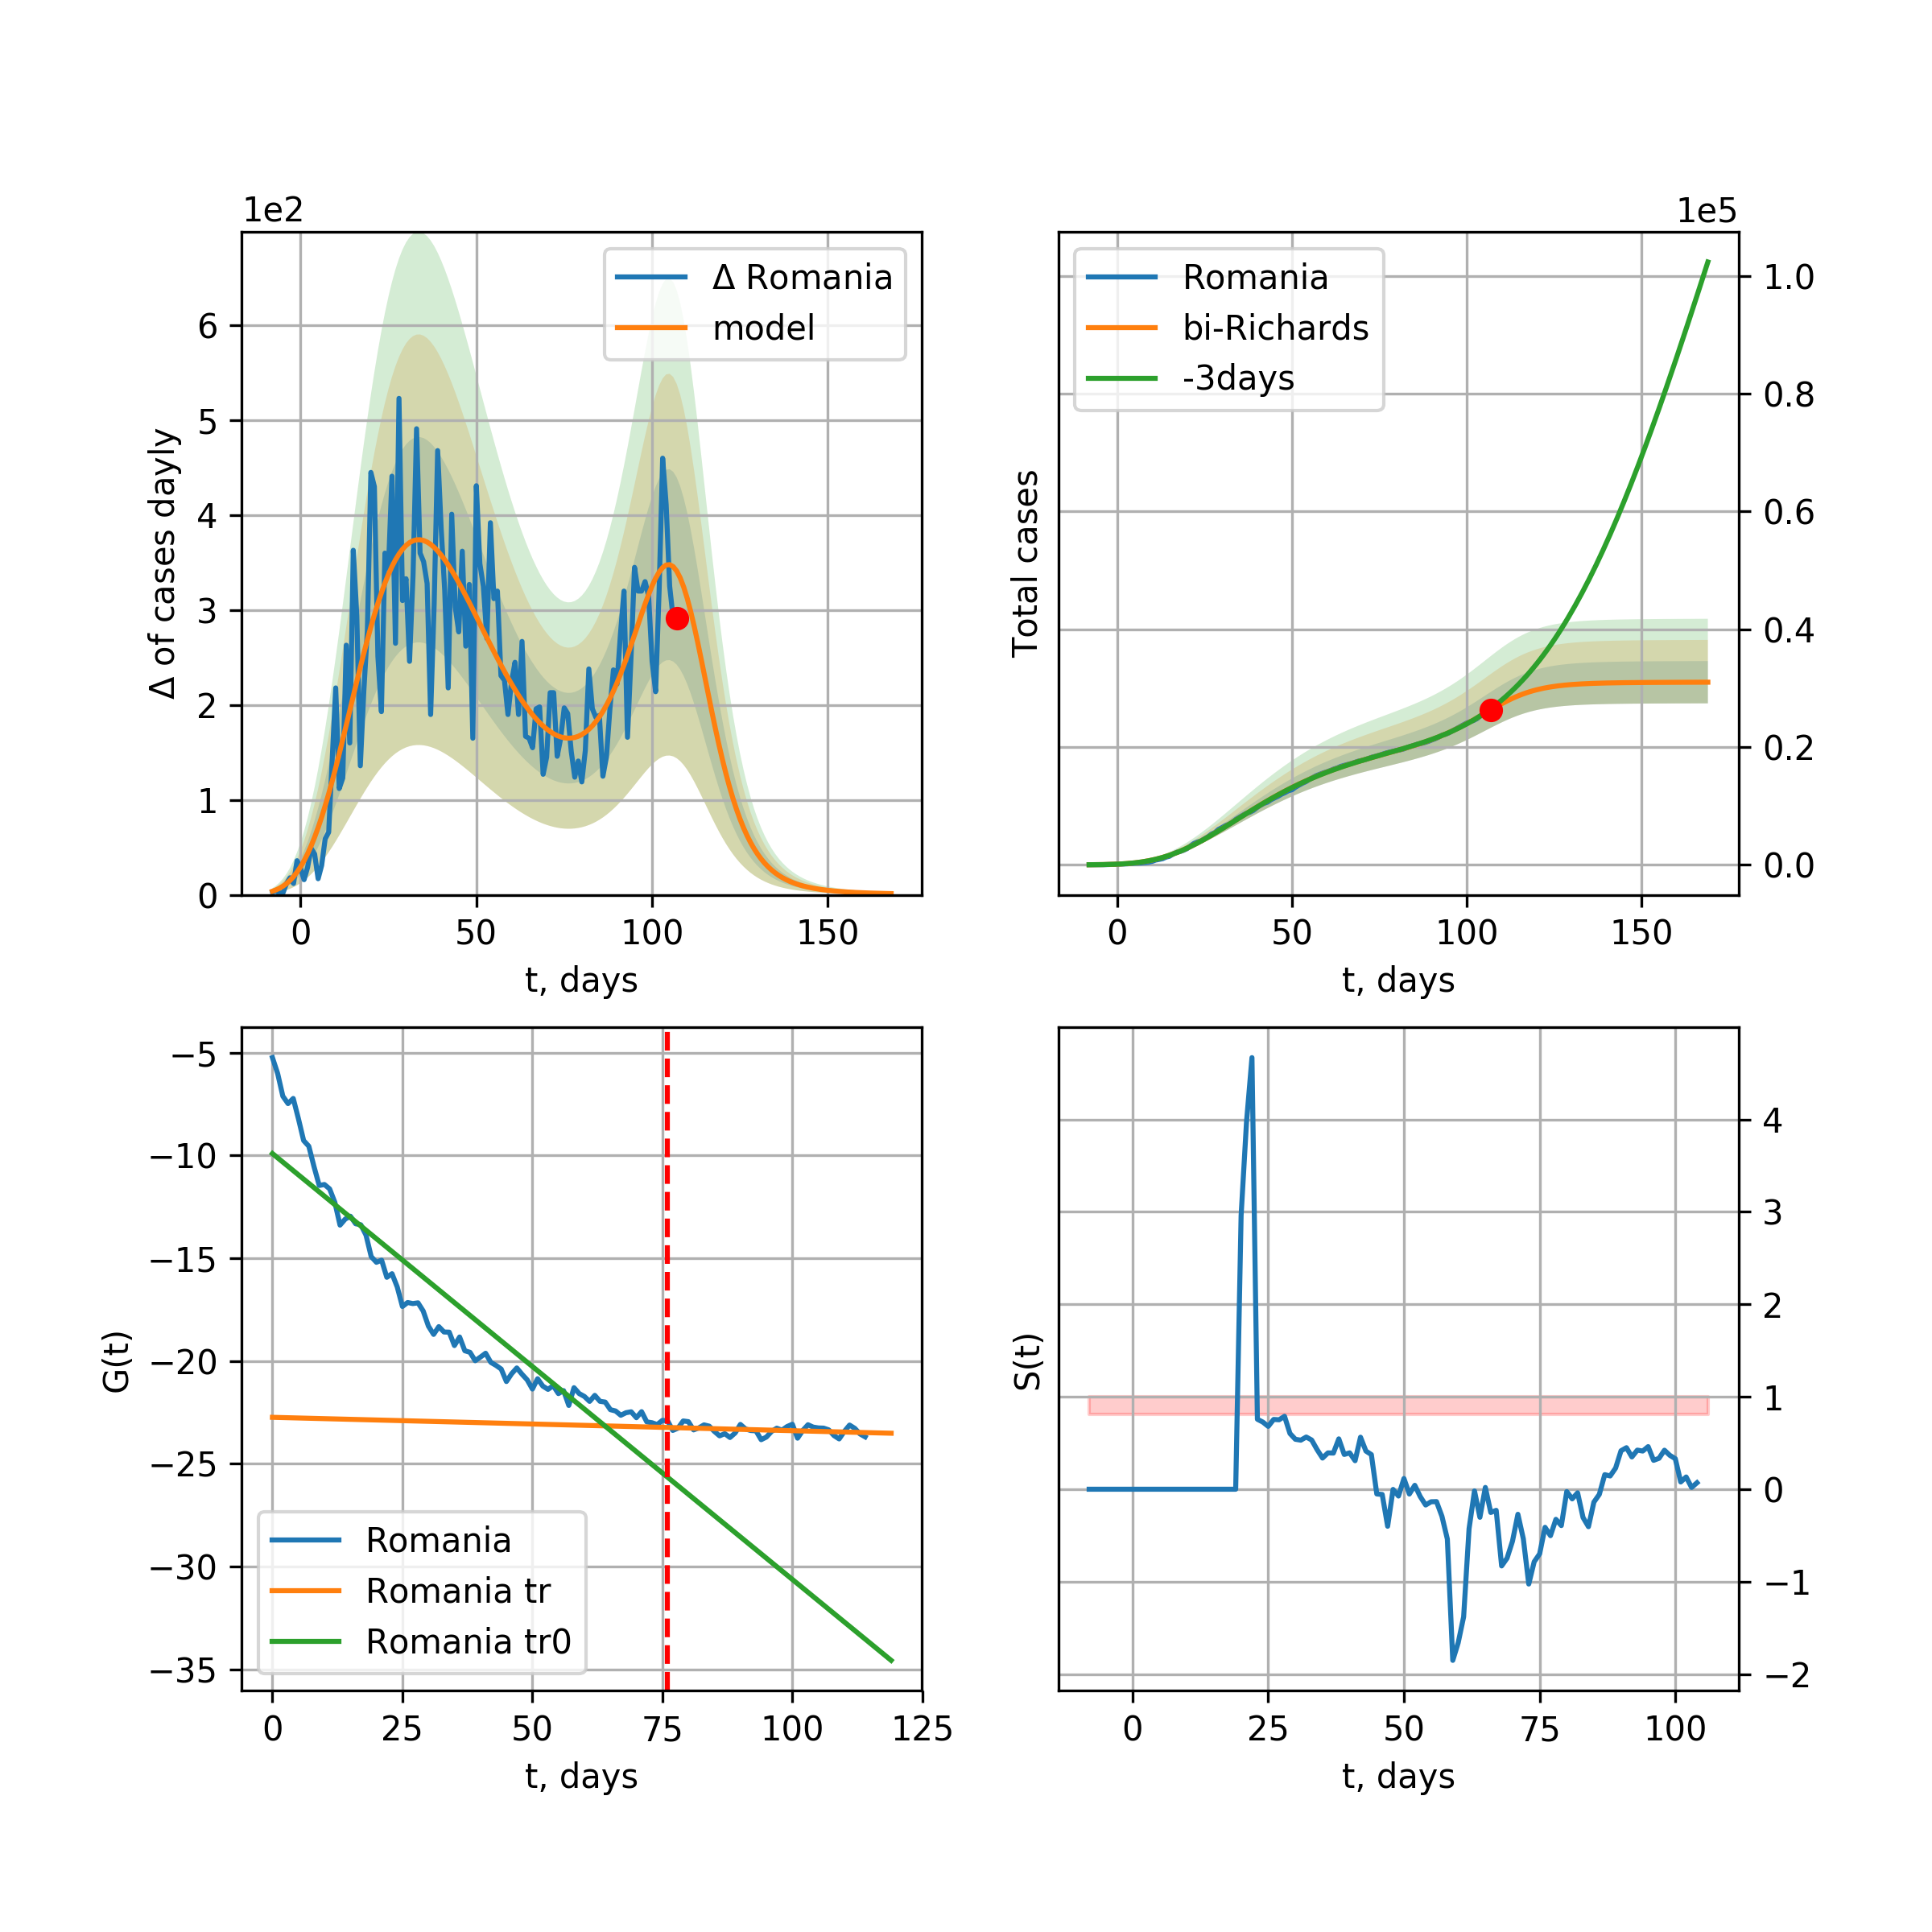 1e2
Δ of cases dayly
6
5
4
3
2
1
0
0 50 100 150
t, days
Δ Romania
model
1e5
Total cases
1.0
0.8
0.6
0.4
0.2
0.0
0 50 100 150
t, days
Romania
bi-Richards
-3days
G(t)
−5
−10
−15
−20
−25
−30
−35
0 25 50 75 100 125
t, days
Romania
Romania tr
Romania tr0
S(t)
4
3
2
1
0
−1
−2
0 25 50 75 100
t, days